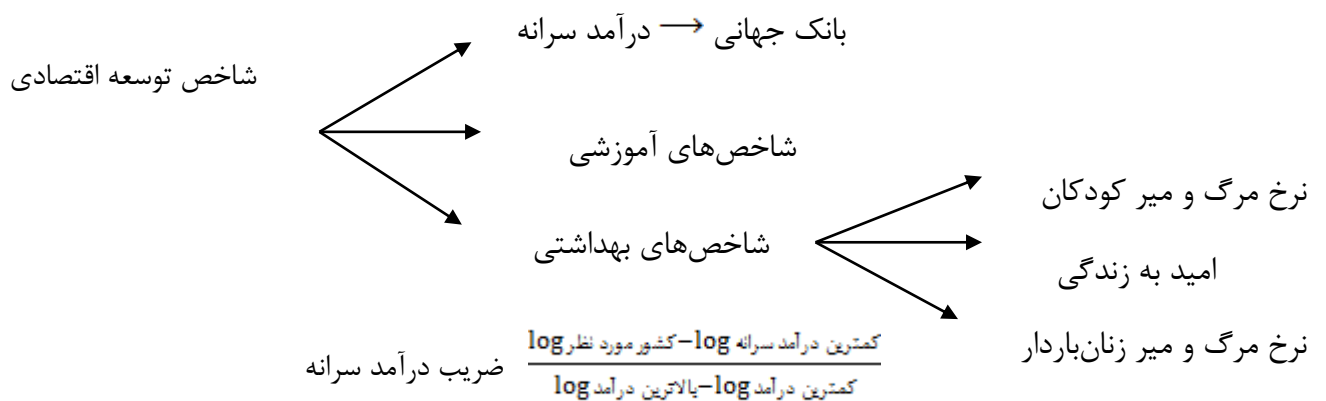 بانک جهانی → درآمد سرانه
شاخص توسعه اقتصادی
شاخص‌های آموزشی
نرخ مرگ و میر کودکان
شاخص‌های بهداشتی
امید به زندگی
نرخ مرگ و میر زنان‌باردار
ضریب درآمد سرانه
log کشور مورد نظر − log کمترین درآمد سرانه
log بالاترین درآمد − log کمترین درآمد